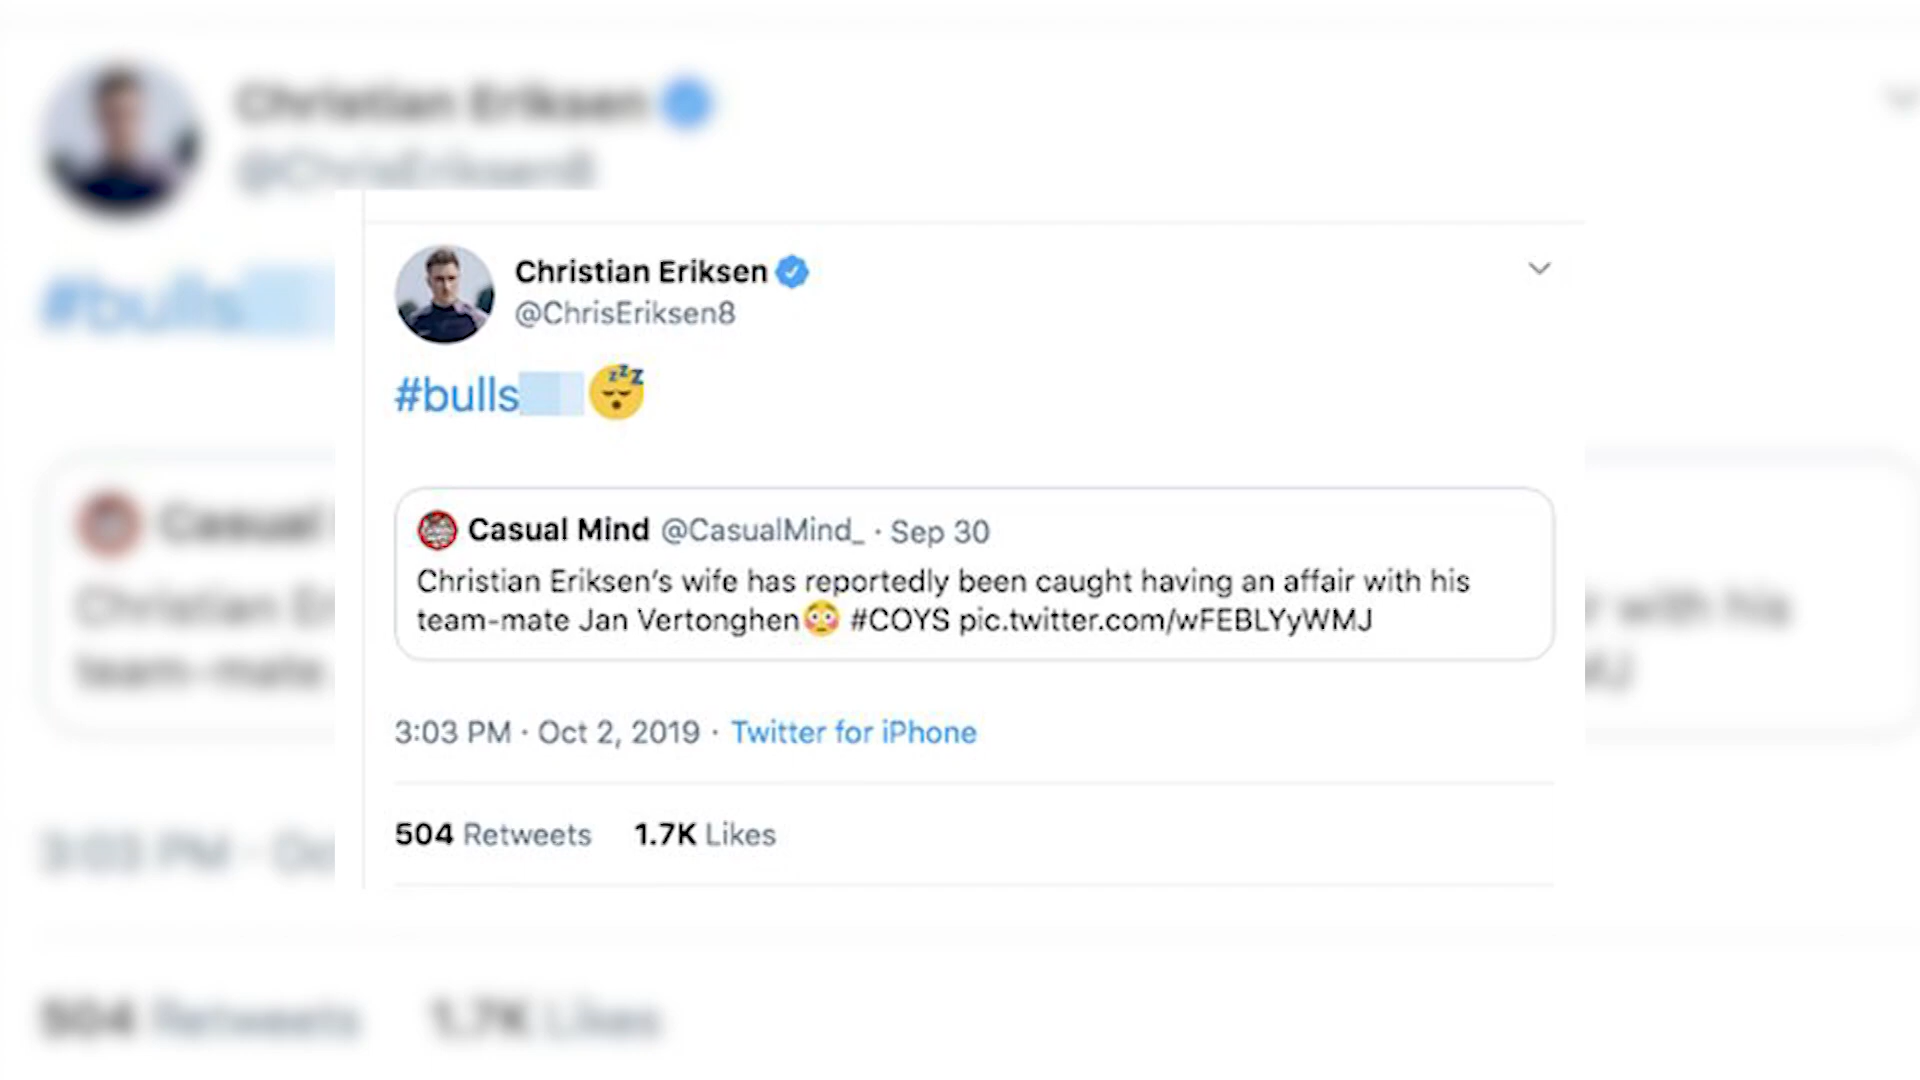 Christian Eriksen
@ChrisEriksen8
#bulls
Casual Mind @CasualMind_ · Sep 30
Christian Eriksen's wife has reportedly been caught having an affair with his
team-mate Jan Vertonghen😳 #COYS pic.twitter.com/wFEBLYyWMJ
3:03 PM · Oct 2, 2019 · Twitter for iPhone
504 Retweets 1.7K Likes